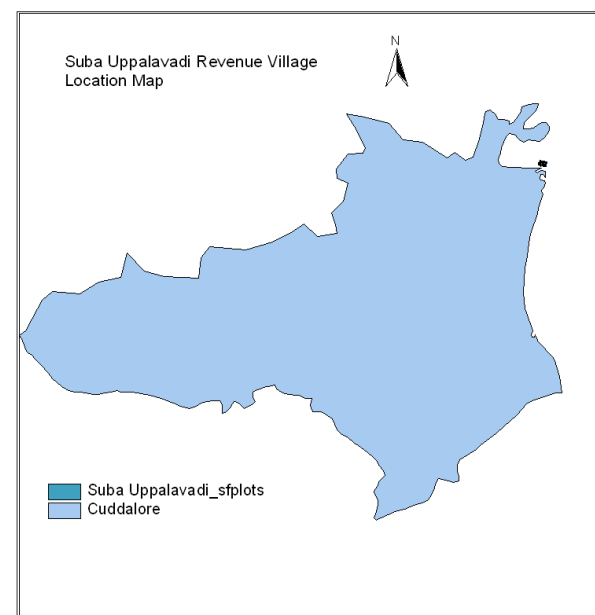 Suba Uppalavadi Revenue Village
Location Map
N
Suba Uppalavadi_sfplots
Cuddalore